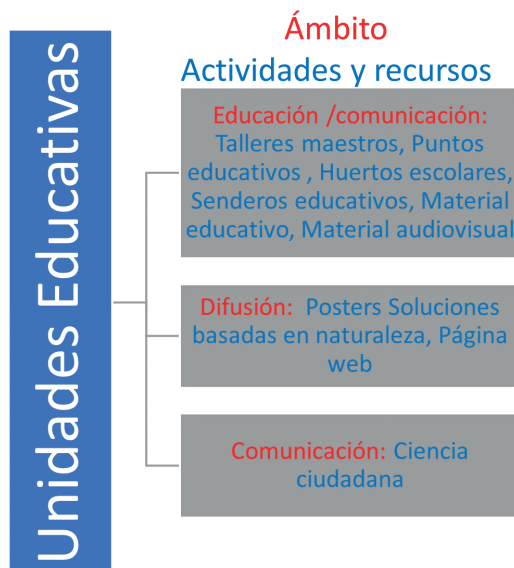 Unidades Educativas
Ámbito
Actividades y recursos
Educación /comunicación:
Talleres maestros, Puntos
educativos , Huertos escolares,
Senderos educativos, Material
educativo, Material audiovisual
Difusión: Posters Soluciones
basadas en naturaleza, Página
web
Comunicación: Ciencia
ciudadana